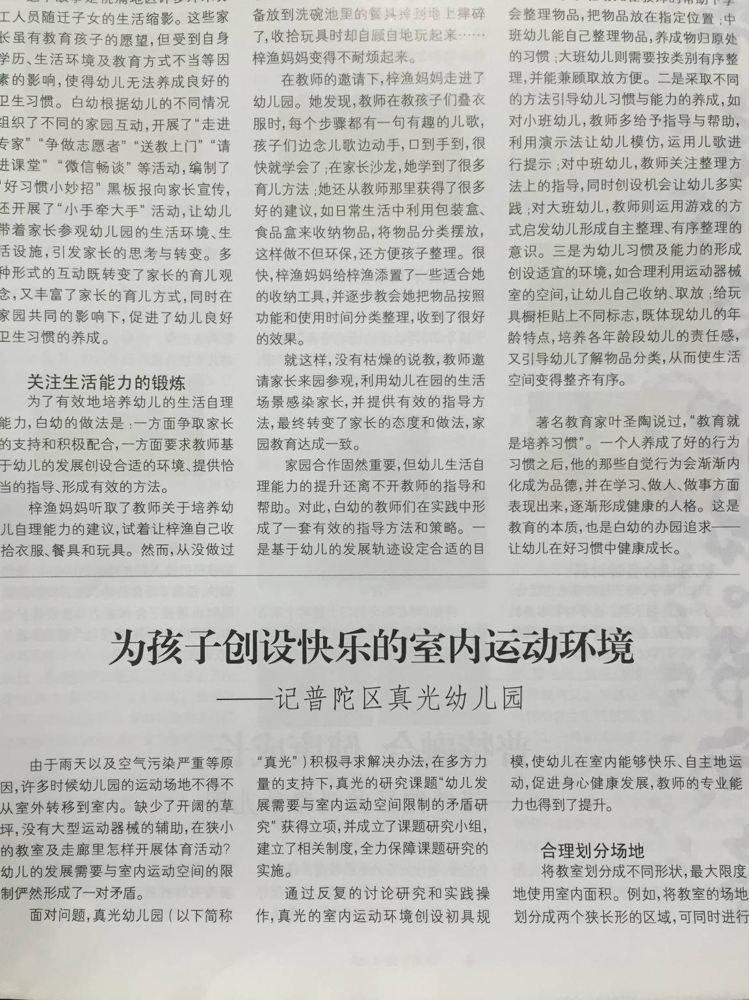 工人员随迁子女的生活缩影。这些家
长虽有教育孩子的愿望,但受到自身
学历、生活环境及教育方式不当等因
素的影响,使得幼儿无法养成良好的
卫生习惯。白幼根据幼儿的不同情况
组织了不同的家园互动,开展了“走进
专家”“争做志愿者”“送教上门”“请
进课堂”“微信畅谈”等活动,编制了
“好习惯小妙招”黑板报向家长宣传,
还开展了“小手牵大手”活动,让幼儿
带着家长参观幼儿园的生活环境、生
活设施,引发家长的思考与转变。多
种形式的互动既转变了家长的育儿观
念,又丰富了家长的育儿方式,同时在
家园共同的影响下,促进了幼儿良好
卫生习惯的养成。
关注生活能力的锻炼
为了有效地培养幼儿的生活自理
能力,白幼的做法是:一方面争取家长
的支持和积极配合,一方面要求教师基
于幼儿的发展创设合适的环境、提供恰
当的指导、形成有效的方法。
梓渔妈妈听取了教师关于培养幼
儿自理能力的建议,试着让梓渔自己收
拾衣服、餐具和玩具。然而,从没做过
备放到洗碗池里的餐具掉到地上摔碎
了,收拾玩具时却自顾自地玩起来……
梓渔妈妈变得不耐烦起来。
在教师的邀请下,梓渔妈妈走进了
幼儿园。她发现,教师在教孩子们叠衣
服时,每个步骤都有一句有趣的儿歌,
孩子们边念儿歌边动手,口到手到,很
快就学会了;在家长沙龙,她学到了很多
育儿方法;她还从教师那里获得了很多
好的建议,如日常生活中利用包装盒、
食品盒来收纳物品,将物品分类摆放,
这样做不但环保,还方便孩子整理。很
快,梓渔妈妈给梓渔添置了一些适合她
的收纳工具,并逐步教会她把物品按照
功能和使用时间分类整理,收到了很好
的效果。
就这样,没有枯燥的说教,教师邀
请家长来园参观,利用幼儿在园的生活
场景感染家长,并提供有效的指导方
法,最终转变了家长的态度和做法,家
园教育达成一致。
家园合作固然重要,但幼儿生活自
理能力的提升还离不开教师的指导和
帮助。对此,白幼的教师们在实践中形
成了一套有效的指导方法和策略。一
是基于幼儿的发展轨迹设定合适的目
会整理物品,把物品放在指定位置;中
班幼儿能自己整理物品,养成物归原处
的习惯;大班幼儿则需要按类别有序整
理,并能兼顾取放方便。二是采取不同
的方法引导幼儿习惯与能力的养成,如
对小班幼儿,教师多给予指导与帮助,
利用演示法让幼儿模仿,运用儿歌进
行提示;对中班幼儿,教师关注整理方
法上的指导,同时创设机会让幼儿多实
践;对大班幼儿,教师则运用游戏的方
式启发幼儿形成自主整理、有序整理的
意识。三是为幼儿习惯及能力的形成
创设适宜的环境,如合理利用运动器械
室的空间,让幼儿自己收纳、取放;给玩
具橱柜贴上不同标志,既体现幼儿的年
龄特点,培养各年龄段幼儿的责任感,
又引导幼儿了解物品分类,从而使生活
空间变得整齐有序。
著名教育家叶圣陶说过,“教育就
是培养习惯”。一个人养成了好的行为
习惯之后,他的那些自觉行为会渐渐内
化成为品德,并在学习、做人、做事方面
表现出来,逐渐形成健康的人格。这是
教育的本质,也是白幼的办园追求——
让幼儿在好习惯中健康成长。
为孩子创设快乐的室内运动环境
——记普陀区真光幼儿园
由于雨天以及空气污染严重等原
因,许多时候幼儿园的运动场地不得不
从室外转移到室内。缺少了开阔的草
坪,没有大型运动器械的辅助,在狭小
的教室及走廊里怎样开展体育活动?
幼儿的发展需要与室内运动空间的限
制俨然形成了一对矛盾。
面对问题,真光幼儿园(以下简称
“真光”)积极寻求解决办法,在多方力
量的支持下,真光的研究课题“幼儿发
展需要与室内运动空间限制的矛盾研
究”获得立项,并成立了课题研究小组,
建立了相关制度,全力保障课题研究的
实施。
通过反复的讨论研究和实践操
作,真光的室内运动环境创设初具规
模,使幼儿在室内能够快乐、自主地运
动,促进身心健康发展,教师的专业能
力也得到了提升。
合理划分场地
将教室划分成不同形状,最大限度
地使用室内面积。例如,将教室的场地
划分成两个狭长形的区域,可同时进行